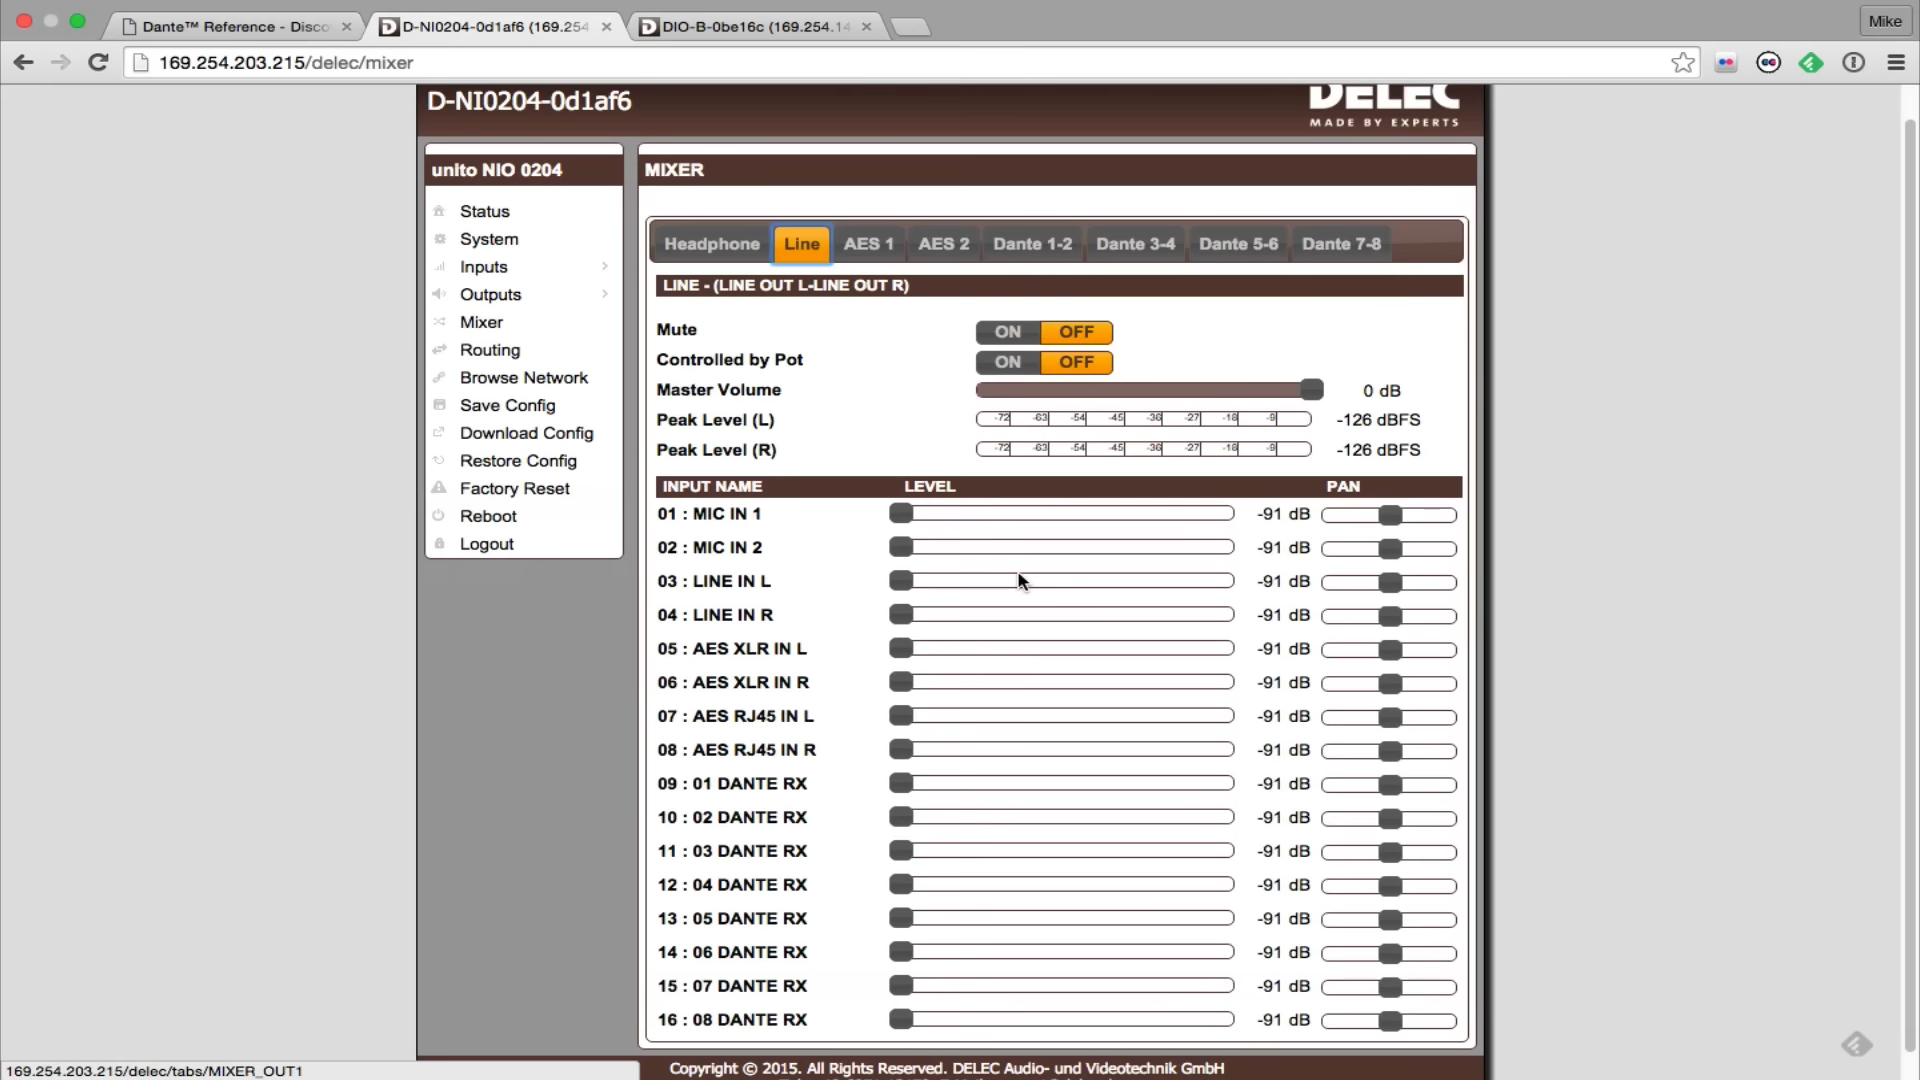 Dante™ Reference - Disco
D-NI0204-0d1af6 (169.254
DIO-B-0be16c (169.254.14
Mike
169.254.203.215/delec/mixer
D-NI0204-0d1af6
DELEC
MADE BY EXPERTS
unito NIO 0204
Status
System
Inputs
Outputs
Mixer
Routing
Browse Network
Save Config
Download Config
Restore Config
Factory Reset
Reboot
Logout
MIXER
Headphone Line AES 1 AES 2 Dante 1-2 Dante 3-4 Dante 5-6 Dante 7-8
LINE - (LINE OUT L-LINE OUT R)
Mute ON OFF
Controlled by Pot ON OFF
Master Volume 0 dB
Peak Level (L) -72 -63 -54 -45 -36 -27 -18 -9 -126 dBFS
Peak Level (R) -72 -63 -54 -45 -36 -27 -18 -9 -126 dBFS
INPUT NAME LEVEL PAN
01 : MIC IN 1 -91 dB
02 : MIC IN 2 -91 dB
03 : LINE IN L -91 dB
04 : LINE IN R -91 dB
05 : AES XLR IN L -91 dB
06 : AES XLR IN R -91 dB
07 : AES RJ45 IN L -91 dB
08 : AES RJ45 IN R -91 dB
09 : 01 DANTE RX -91 dB
10 : 02 DANTE RX -91 dB
11 : 03 DANTE RX -91 dB
12 : 04 DANTE RX -91 dB
13 : 05 DANTE RX -91 dB
14 : 06 DANTE RX -91 dB
15 : 07 DANTE RX -91 dB
16 : 08 DANTE RX -91 dB
Copyright © 2015. All Rights Reserved. DELEC Audio- und Videotechnik GmbH
169.254.203.215/delec/tabs/MIXER_OUT1